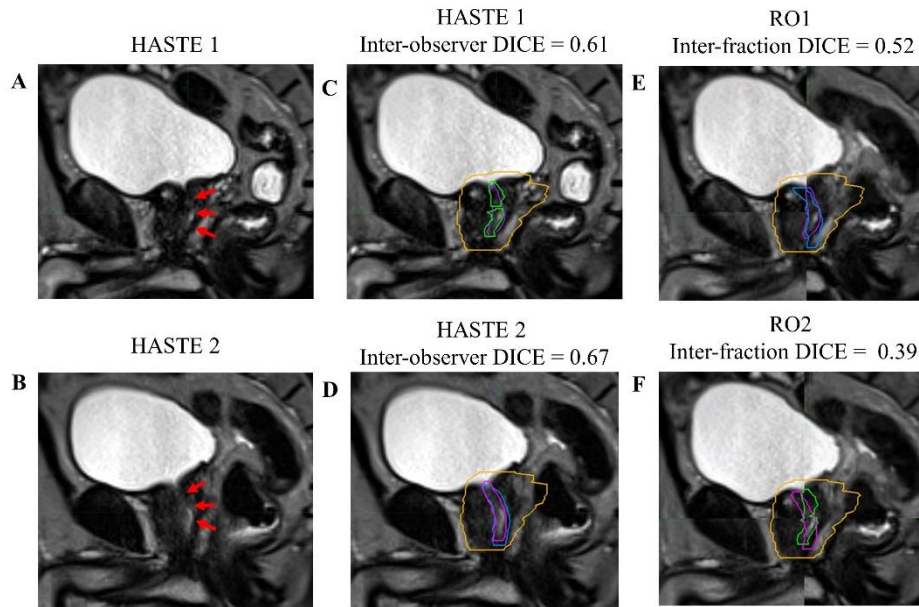 HASTE 1
HASTE 1
Inter-observer DICE = 0.61
RO1
Inter-fraction DICE = 0.52
A
C
E
HASTE 2
HASTE 2
Inter-observer DICE = 0.67
RO2
Inter-fraction DICE = 0.39
B
D
F